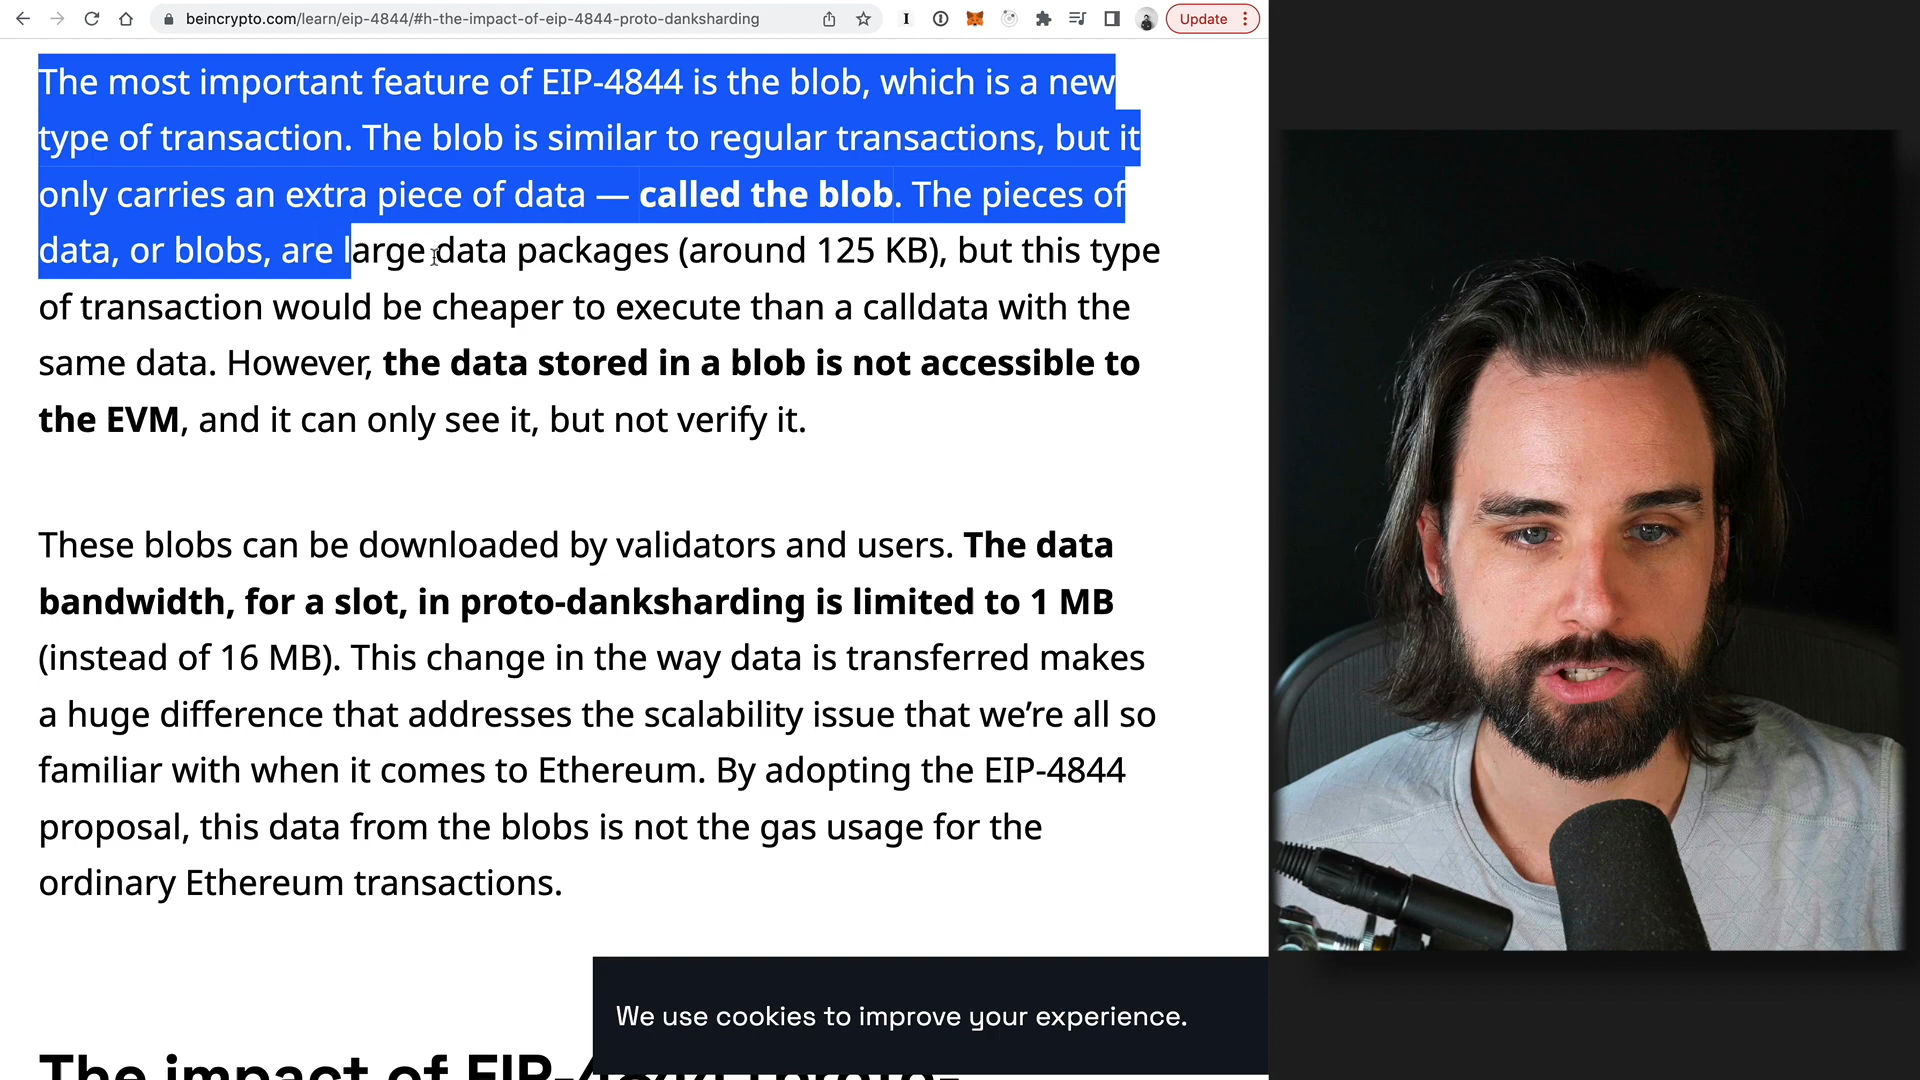 beincrypto.com/learn/eip-4844/#h-the-impact-of-eip-4844-proto-danksharding
Update
The most important feature of EIP-4844 is the blob, which is a new
type of transaction. The blob is similar to regular transactions, but it
only carries an extra piece of data — called the blob. The pieces of
data, or blobs, are large data packages (around 125 KB), but this type
of transaction would be cheaper to execute than a calldata with the
same data. However, the data stored in a blob is not accessible to
the EVM, and it can only see it, but not verify it.
These blobs can be downloaded by validators and users. The data
bandwidth, for a slot, in proto-danksharding is limited to 1 MB
(instead of 16 MB). This change in the way data is transferred makes
a huge difference that addresses the scalability issue that we’re all so
familiar with when it comes to Ethereum. By adopting the EIP-4844
proposal, this data from the blobs is not the gas usage for the
ordinary Ethereum transactions.
We use cookies to improve your experience.
The impact of EIP-4844 (proto-